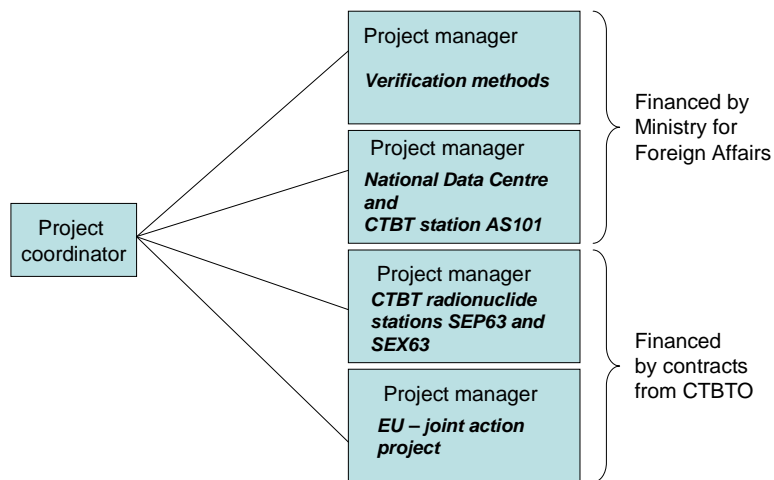 Project
coordinator
Project manager
Verification methods
Project manager
National Data Centre
and
CTBT station AS101
Financed by
Ministry for
Foreign Affairs
Project manager
CTBT radionuclide
stations SEP63 and
SEX63
Project manager
EU – joint action
project
Financed
by contracts
from CTBTO